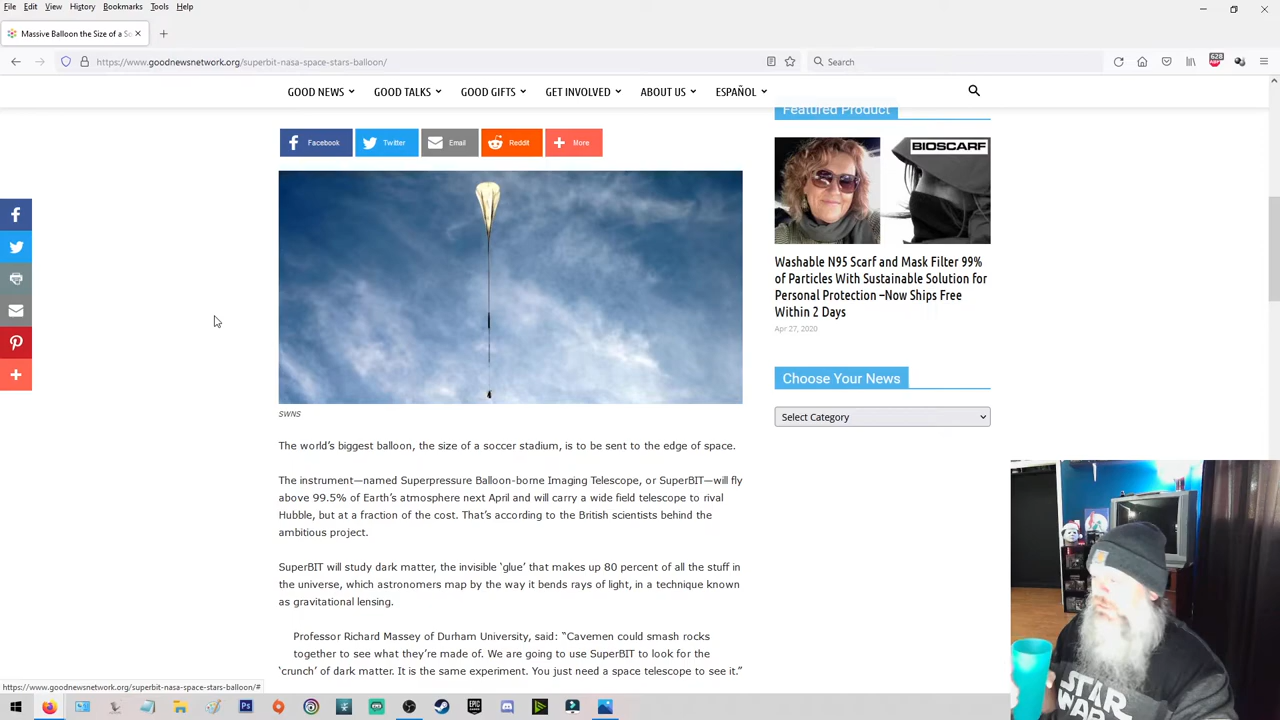 File Edit View History Bookmarks Tools Help
Massive Balloon the Size of a So
https://www.goodnewsnetwork.org/superbit-nasa-space-stars-balloon/
Search
628
GOOD NEWS GOOD TALKS GOOD GIFTS GET INVOLVED ABOUT US ESPAÑOL
Facebook Twitter Email Reddit More
SWNS
The world's biggest balloon, the size of a soccer stadium, is to be sent to the edge of space.
The instrument—named Superpressure Balloon-borne Imaging Telescope, or SuperBIT—will fly
above 99.5% of Earth's atmosphere next April and will carry a wide field telescope to rival
Hubble, but at a fraction of the cost. That's according to the British scientists behind the
ambitious project.
SuperBIT will study dark matter, the invisible 'glue' that makes up 80 percent of all the stuff in
the universe, which astronomers map by the way it bends rays of light, in a technique known
as gravitational lensing.
Professor Richard Massey of Durham University, said: "Cavemen could smash rocks
together to see what they're made of. We are going to use SuperBIT to look for the
'crunch' of dark matter. It is the same experiment. You just need a space telescope to see it."
Featured Product
BIOSCARF
Washable N95 Scarf and Mask Filter 99%
of Particles With Sustainable Solution for
Personal Protection –Now Ships Free
Within 2 Days
Apr 27, 2020
Choose Your News
Select Category
STAR
WARS
https://www.goodnewsnetwork.org/superbit-nasa-space-stars-balloon/#
Ps
EPIC